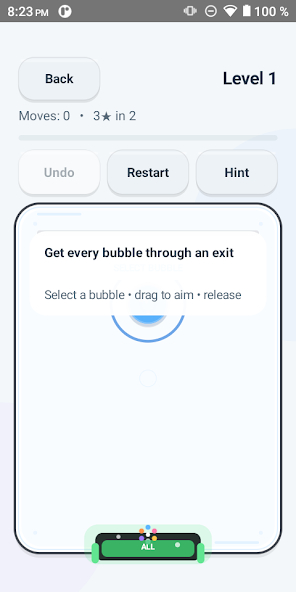 8:23 PM
100 %
Back
Level 1
Moves: 0 • 3★ in 2
Undo
Restart
Hint
Get every bubble through an exit
Select a bubble • drag to aim • release
ALL